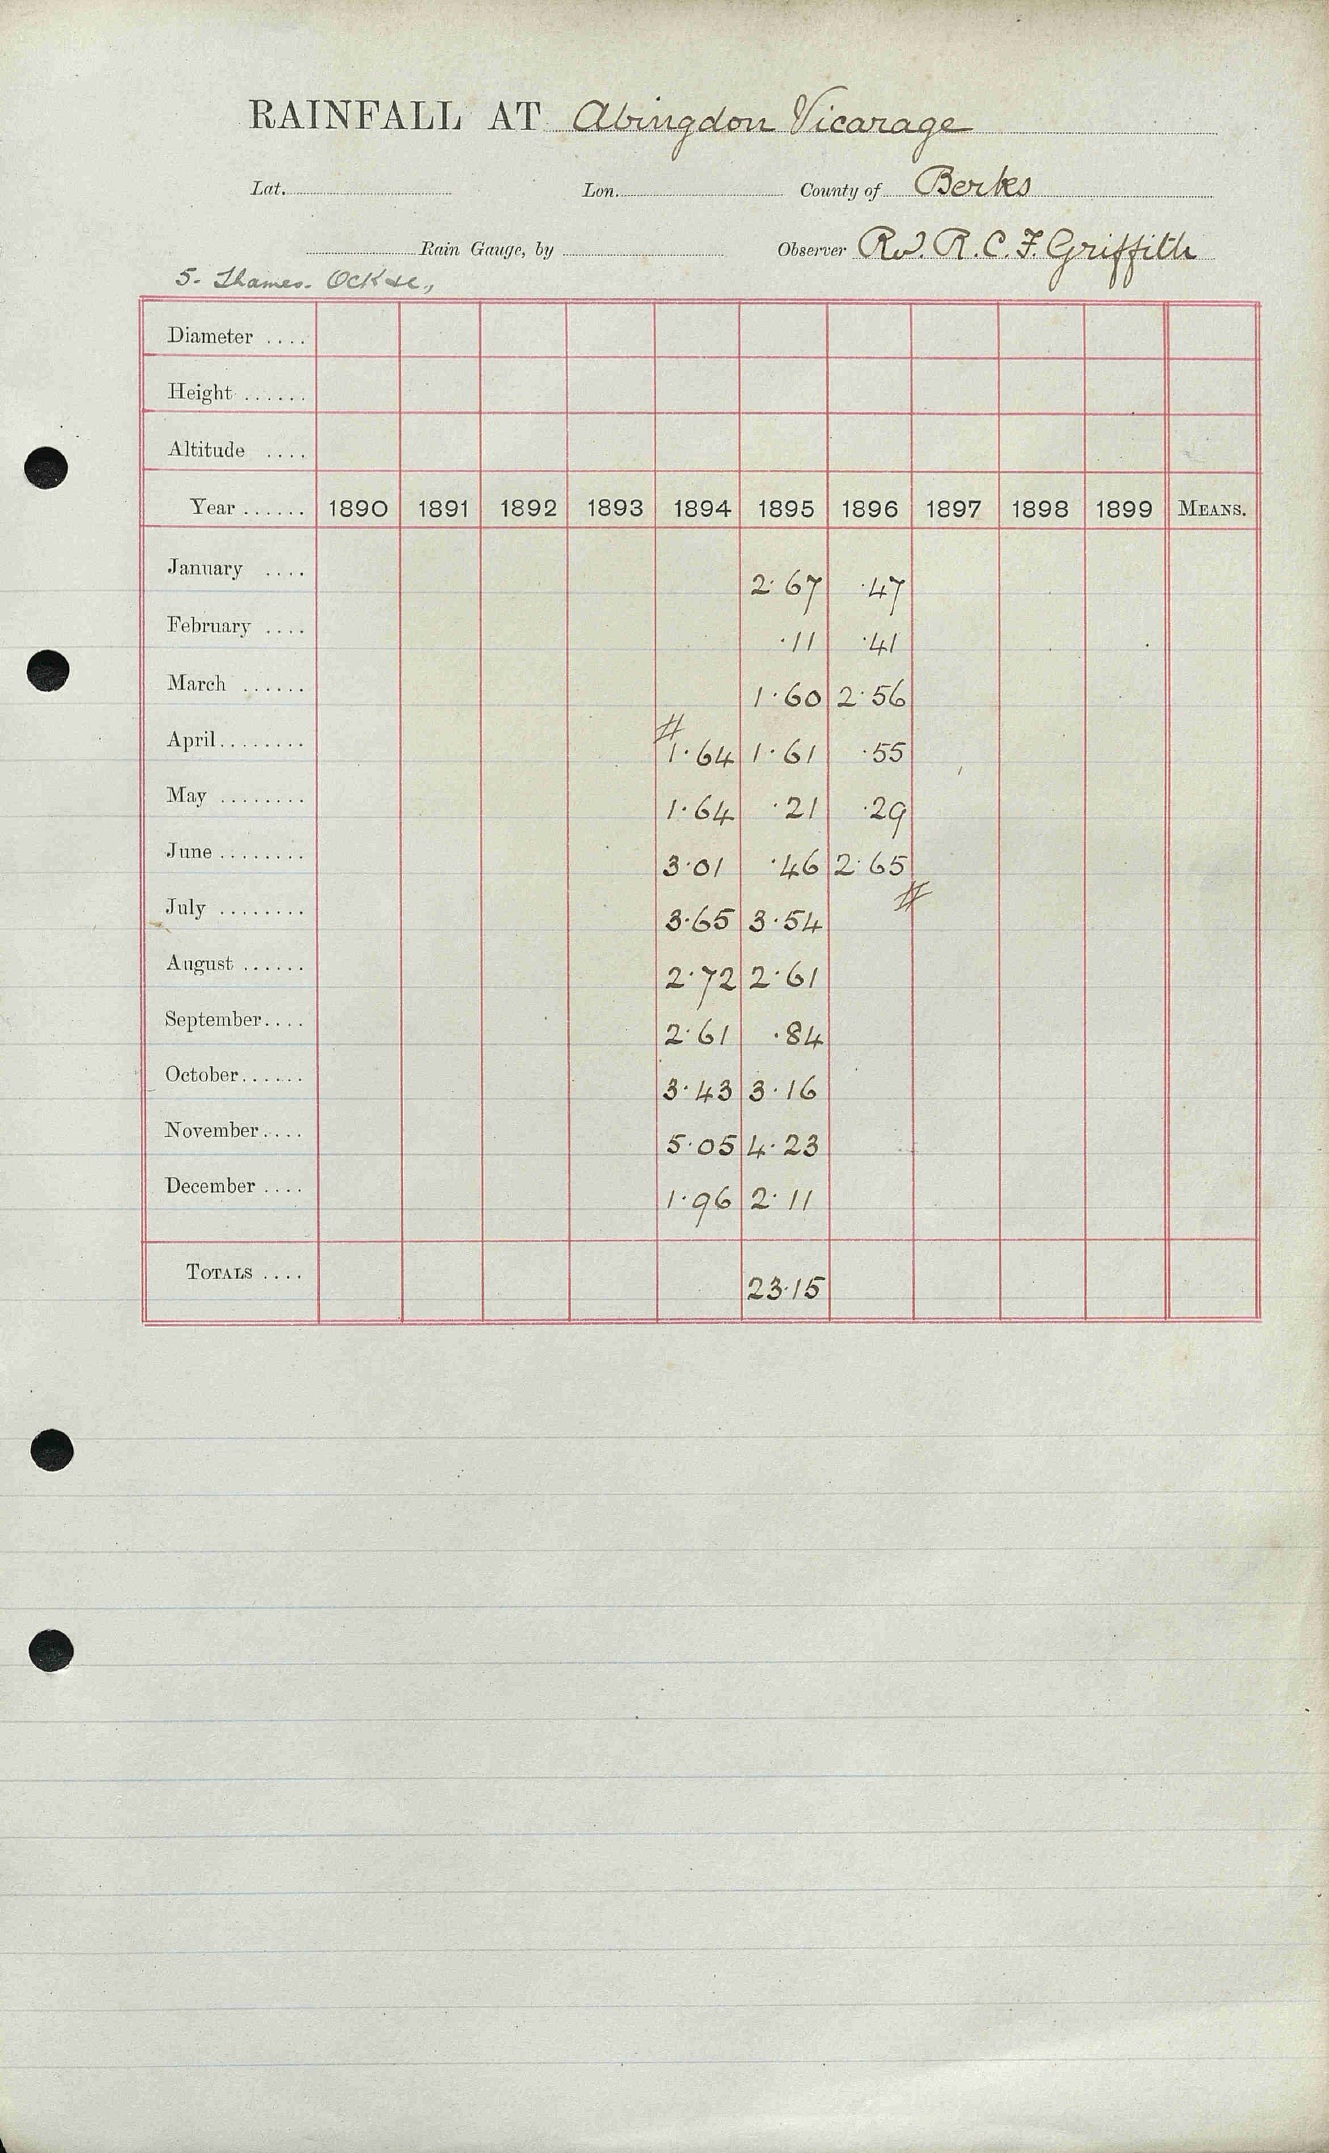 RAINFALL AT Abingdon Vicarage
Lat. Lon. County of Berks
Rain Gauge, by Observer Rev. R. C. F. Griffith
5. Thames. Ock &c.,
Diameter ....
Height ......
Altitude ....
Year ...... 1890 1891 1892 1893 1894 1895 1896 1897 1898 1899 MEANS.
January .... 2.67 .47
February .... .11 .41
March ...... 1.60 2.56
April........ # 1.64 1.61 .55
May ........ 1.64 .21 .29
June ........ 3.01 .46 2.65
July ........ 3.65 3.54 #
August ...... 2.72 2.61
September.... 2.61 .84
October...... 3.43 3.16
November.... 5.05 4.23
December .... 1.96 2.11
TOTALS .... 23.15